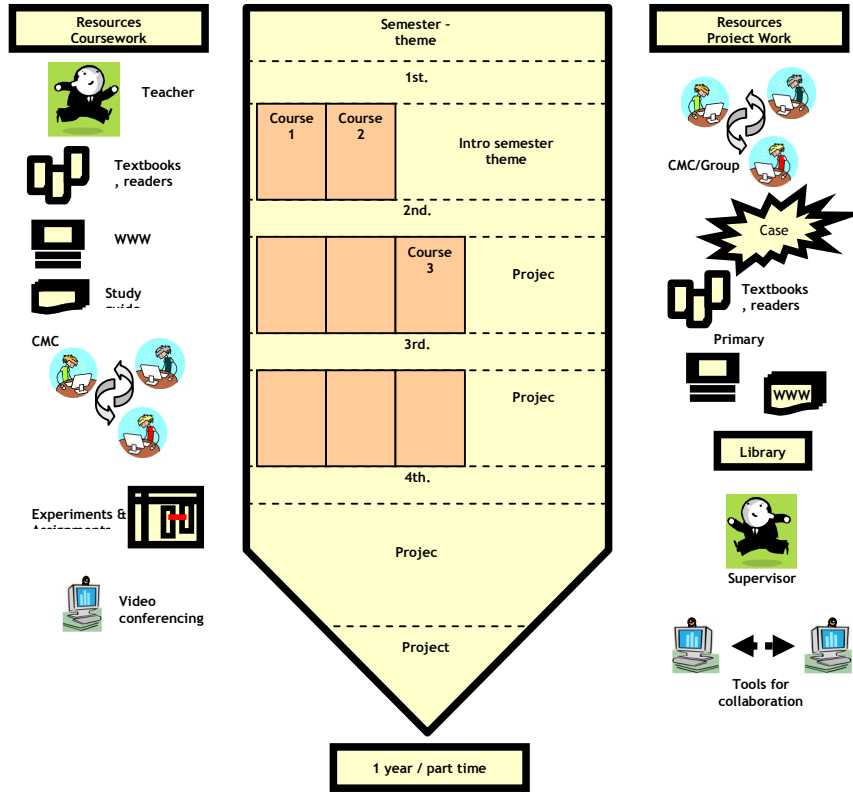 Resources
Coursework
Teacher
Textbooks
, readers
WWW
Study
guide
CMC
Experiments &
Assignments
Video
conferencing
Semester –
theme
1st.
Course
1
Course
2
Intro semester
theme
2nd.
Course
3
Projec
3rd.
Projec
4th.
Projec
Project
1 year / part time
Resources
Project Work
CMC/Group
Case
Textbooks
, readers
Primary
WWW
Library
Supervisor
Tools for
collaboration